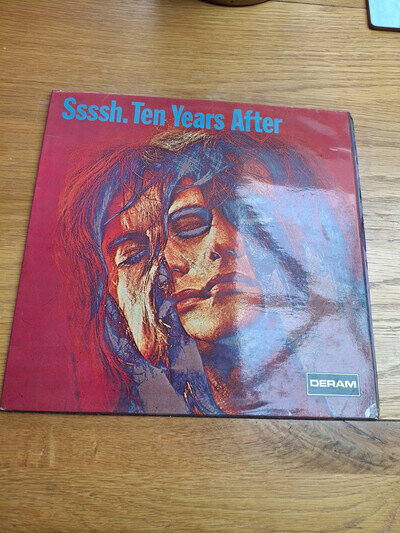 Ssssh. Ten Years After
DERAM